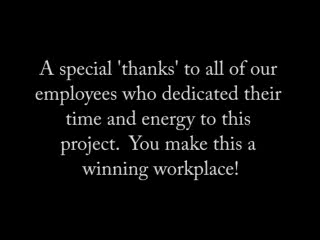 A special 'thanks' to all of our
employees who dedicated their
time and energy to this
project.  You make this a
winning workplace!